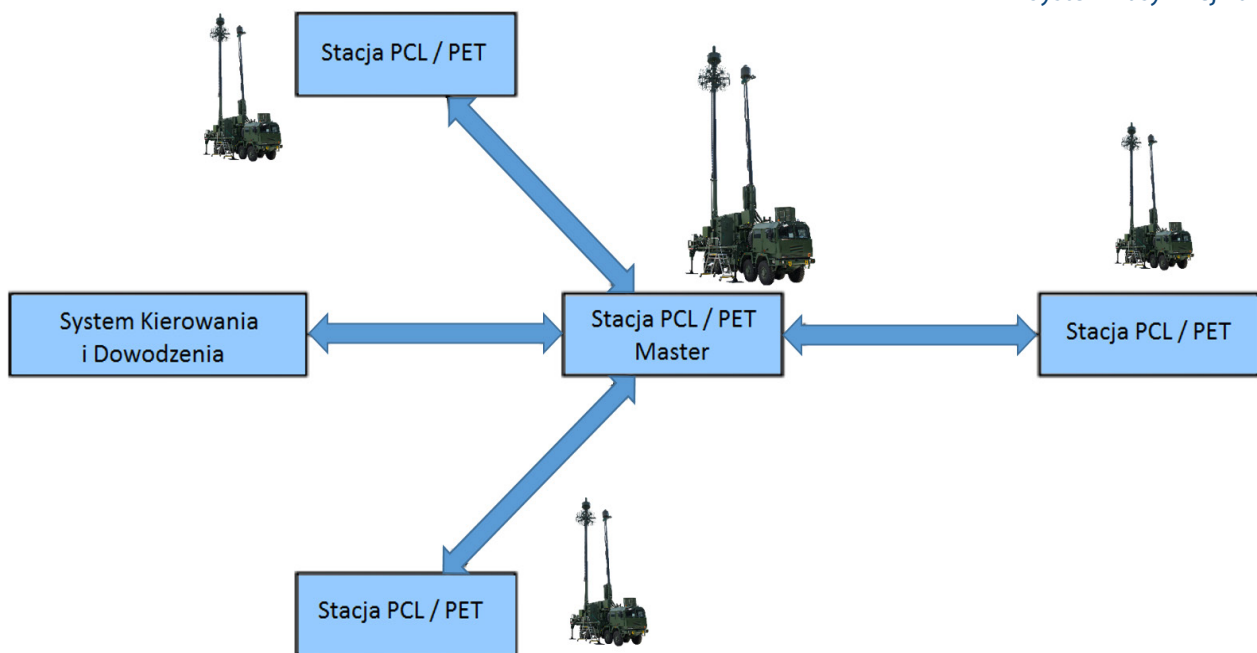 Stacja PCL / PET
Stacja PCL / PET
Master
System Kierowania
i Dowodzenia
Stacja PCL / PET
Stacja PCL / PET